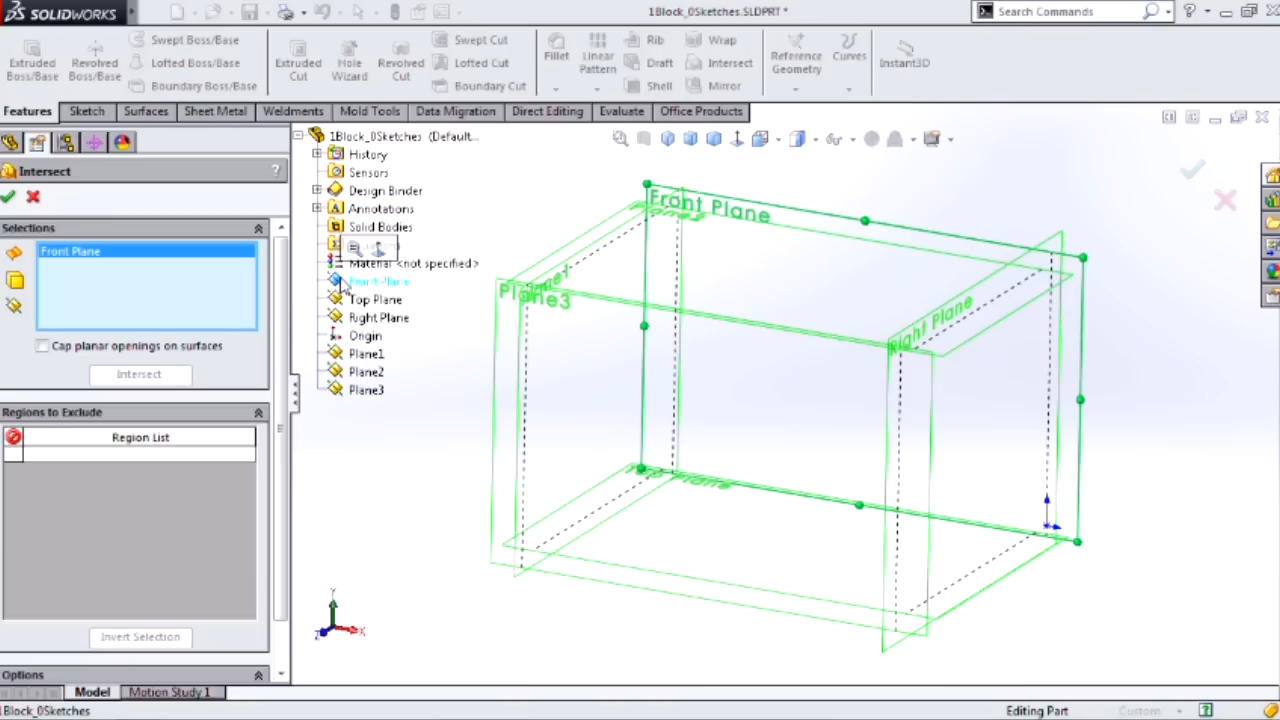 SOLIDWORKS
1Block_0Sketches.SLDPRT *
Search Commands
Extruded Boss/Base
Revolved Boss/Base
Swept Boss/Base
Lofted Boss/Base
Boundary Boss/Base
Extruded Cut
Hole Wizard
Revolved Cut
Swept Cut
Lofted Cut
Boundary Cut
Fillet
Linear Pattern
Rib
Draft
Shell
Wrap
Intersect
Mirror
Reference Geometry
Curves
Instant3D
Features
Sketch
Surfaces
Sheet Metal
Weldments
Mold Tools
Data Migration
Direct Editing
Evaluate
Office Products
Intersect
?
Selections
Front Plane
Cap planar openings on surfaces
Intersect
Regions to Exclude
Region List
Invert Selection
Options
1Block_0Sketches (Default...
History
Sensors
Design Binder
Annotations
Solid Bodies
Material <not specified>
Front Plane
Top Plane
Right Plane
Origin
Plane1
Plane2
Plane3
Front Plane
Plane3
Right Plane
Top Plane
Y
Z
X
Model
Motion Study 1
1Block_0Sketches
Editing Part
Custom